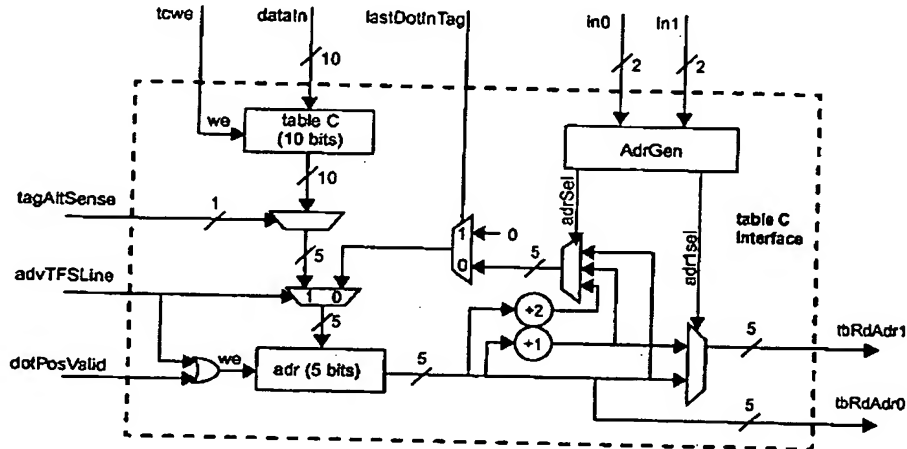 tcwe
dataIn
lastDotInTag
In0
In1
10
2
2
we
table C
(10 bits)
AdrGen
10
tagAltSense
1
adrSel
table C
Interface
1
0
5
0
5
adr1sel
advTFSLine
1 0
5
+2
tbRdAdr1
5
+1
dotPosValid
we
adr (5 bits)
5
5
tbRdAdr0